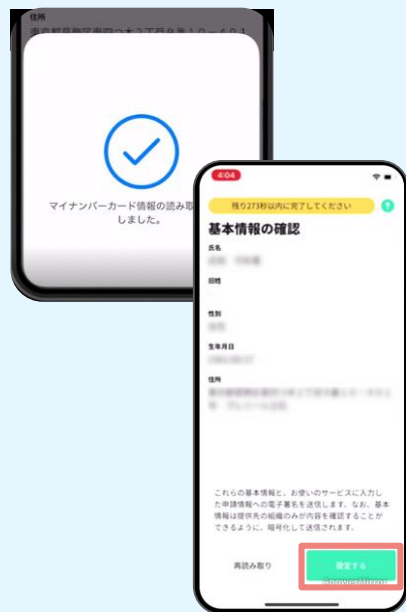 住所
マイナンバーカード情報の読み取
しました。
4:04
残り273秒以内に完了してください
?
基本情報の確認
氏名
旧姓
性別
生年月日
住所
これらの基本情報と、お使いのサービスに入力し
た申請情報への電子署名を送信します。なお、基本
情報は提供先の組織のみが内容を確認することが
できるように、暗号化して送信されます。
再読み取り
設定する